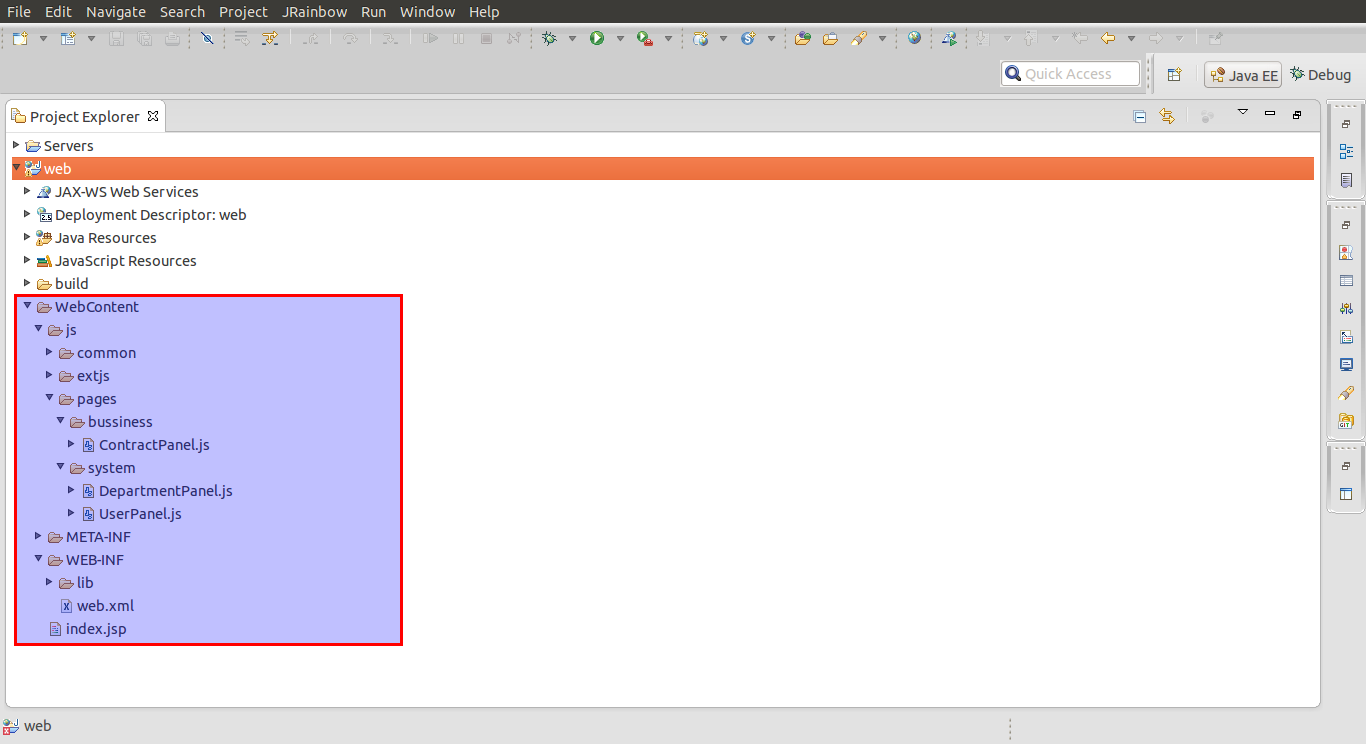 File Edit Navigate Search Project JRainbow Run Window Help
Quick Access Java EE Debug
Project Explorer
Servers
web
JAX-WS Web Services
Deployment Descriptor: web
Java Resources
JavaScript Resources
build
WebContent
js
common
extjs
pages
bussiness
ContractPanel.js
system
DepartmentPanel.js
UserPanel.js
META-INF
WEB-INF
lib
web.xml
index.jsp
web